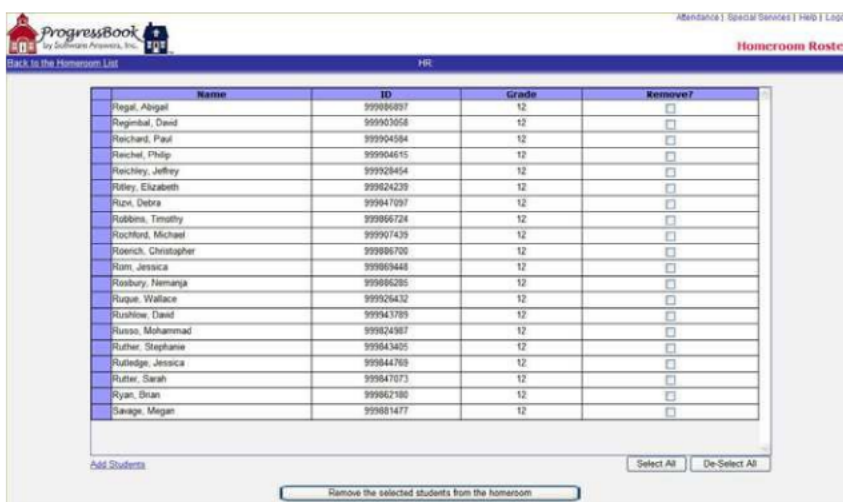 Attendance | Special Services | Help | Logo
ProgressBook
by Software Answers, Inc.
Homeroom Roste
Back to the Homeroom List HR
Name ID Grade Remove?
Regal, Abigail 999886897 12
Regimbal, David 999903058 12
Reichard, Paul 999904584 12
Reichel, Philip 999904615 12
Reichley, Jeffrey 999928454 12
Ritley, Elizabeth 999824239 12
Rizvi, Debra 999847097 12
Robbins, Timothy 999866724 12
Rochford, Michael 999907439 12
Roerich, Christopher 999886700 12
Rom, Jessica 999869448 12
Rosbury, Nemanja 999886285 12
Ruque, Wallace 999926432 12
Rushlow, David 999943789 12
Russo, Mohammad 999824987 12
Ruther, Stephanie 999843405 12
Rutledge, Jessica 999844769 12
Rutter, Sarah 999847073 12
Ryan, Brian 999862180 12
Savage, Megan 999881477 12
Add Students Select All De-Select All
Remove the selected students from the homeroom